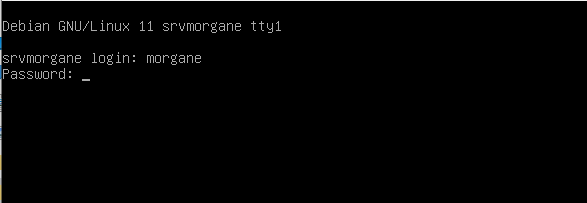 Debian GNU/Linux 11 srvmorgane tty1
srvmorgane login: morgane
Password: _